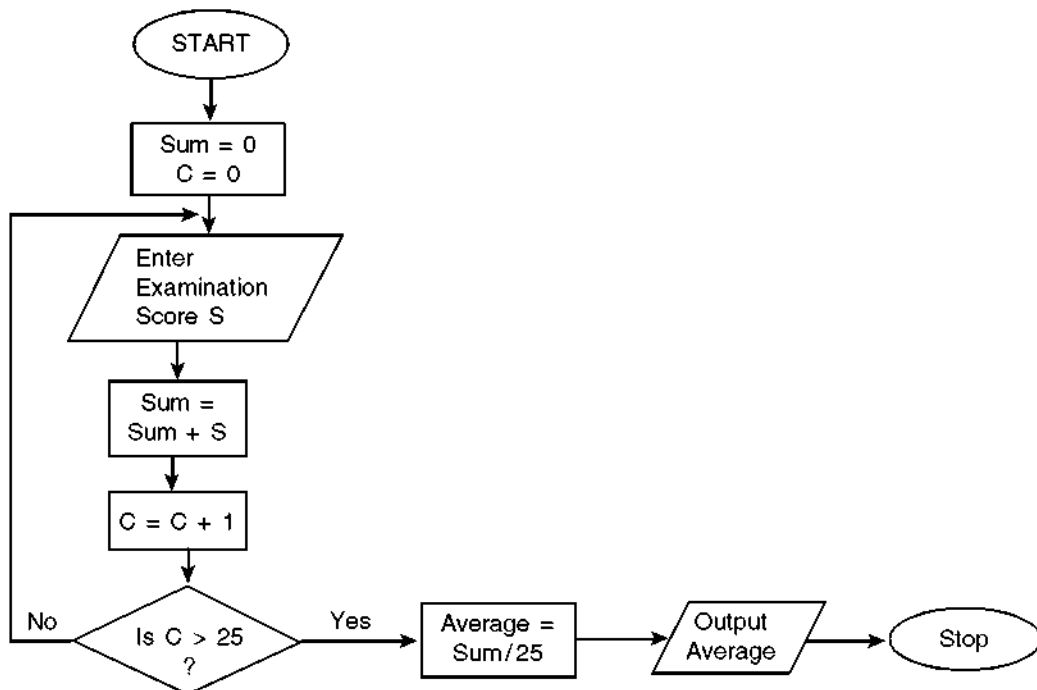 START
Sum = 0
C = 0
Enter
Examination
Score S
Sum =
Sum + S
C = C + 1
Is C > 25
?
No
Yes
Average =
Sum/25
Output
Average
Stop